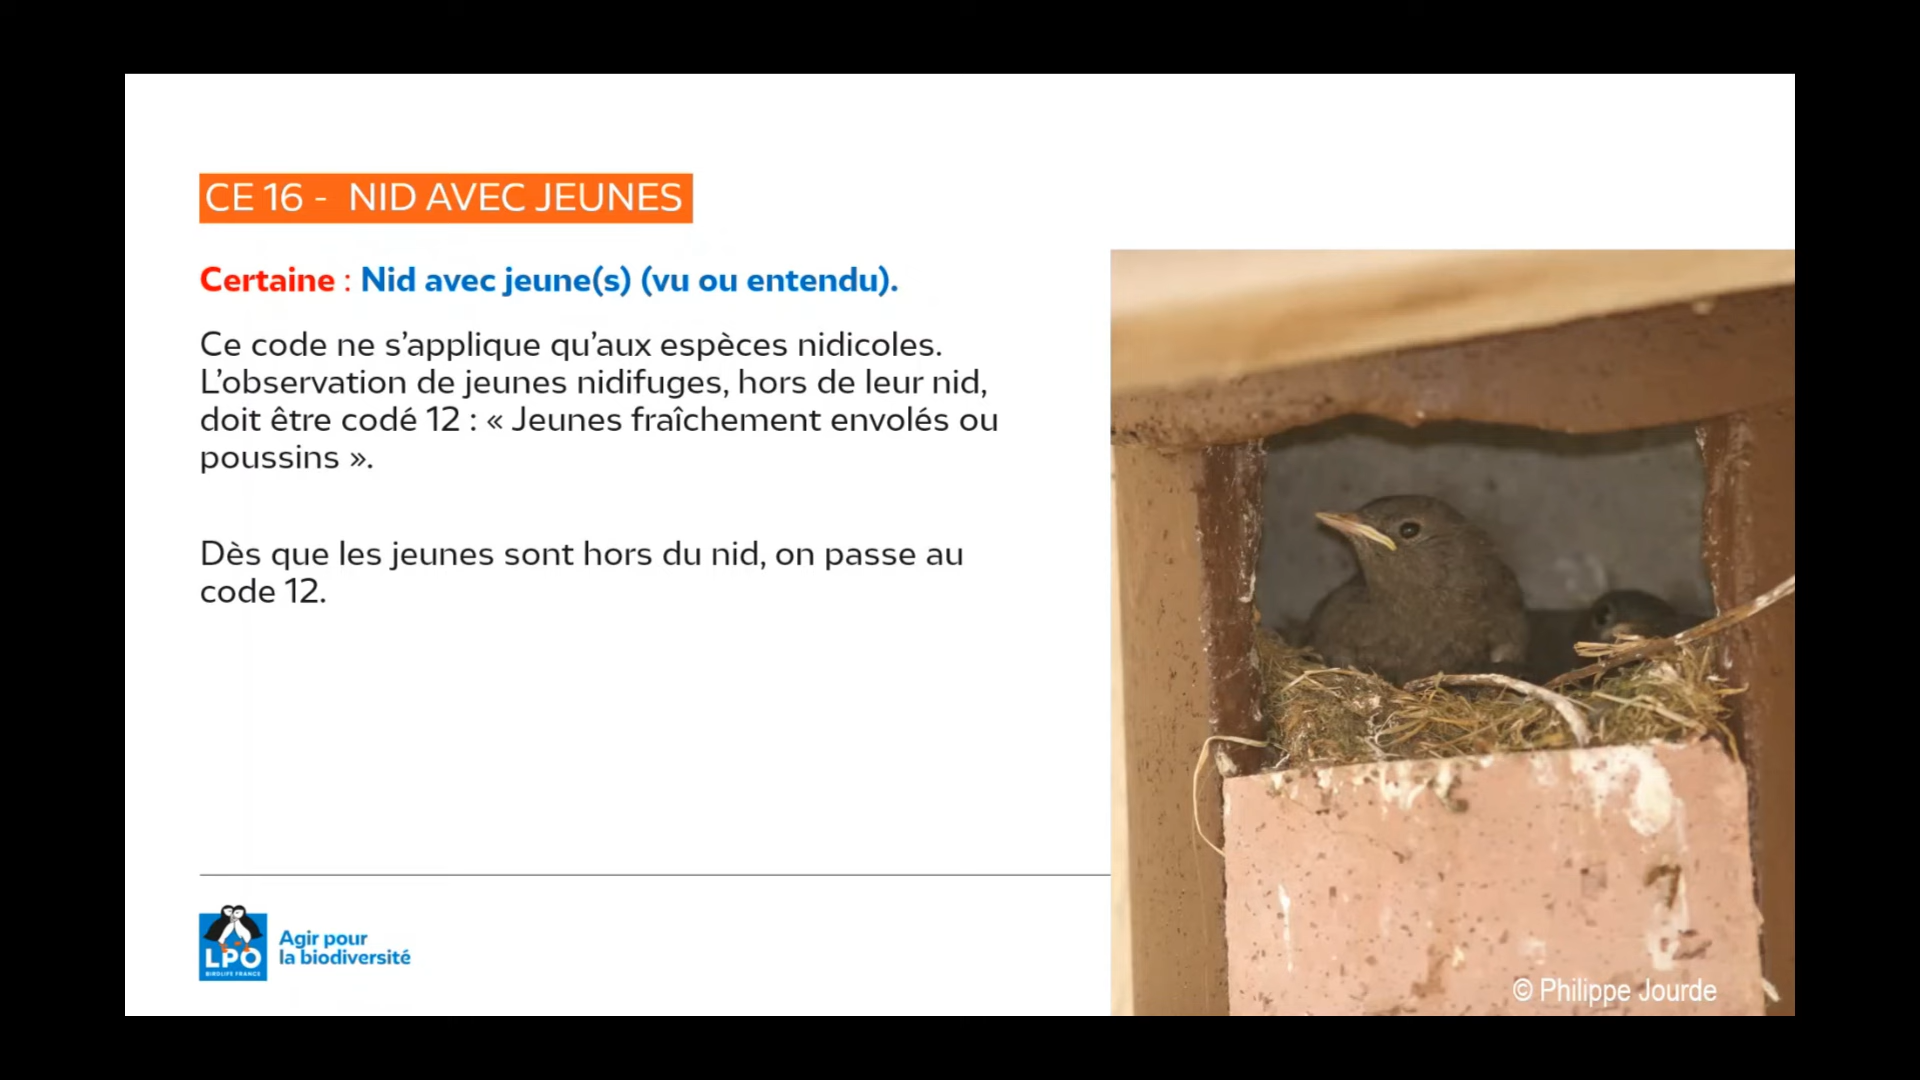 CE 16 - NID AVEC JEUNES
Certaine : Nid avec jeune(s) (vu ou entendu).
Ce code ne s’applique qu’aux espèces nidicoles.
L’observation de jeunes nidifuges, hors de leur nid,
doit être codé 12 : « Jeunes fraîchement envolés ou
poussins ».
Dès que les jeunes sont hors du nid, on passe au
code 12.
LPO
BIRDLIFE FRANCE
Agir pour
la biodiversité
© Philippe Jourde